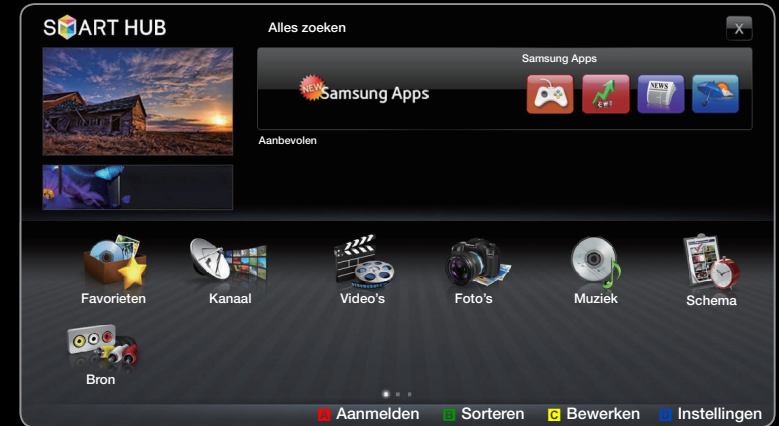 SMART HUB
Alles zoeken
X
Samsung Apps
NEW
Samsung Apps
NEWS
Aanbevolen
Favorieten
Kanaal
Video's
Foto's
Muziek
Schema
Bron
A Aanmelden B Sorteren C Bewerken D Instellingen